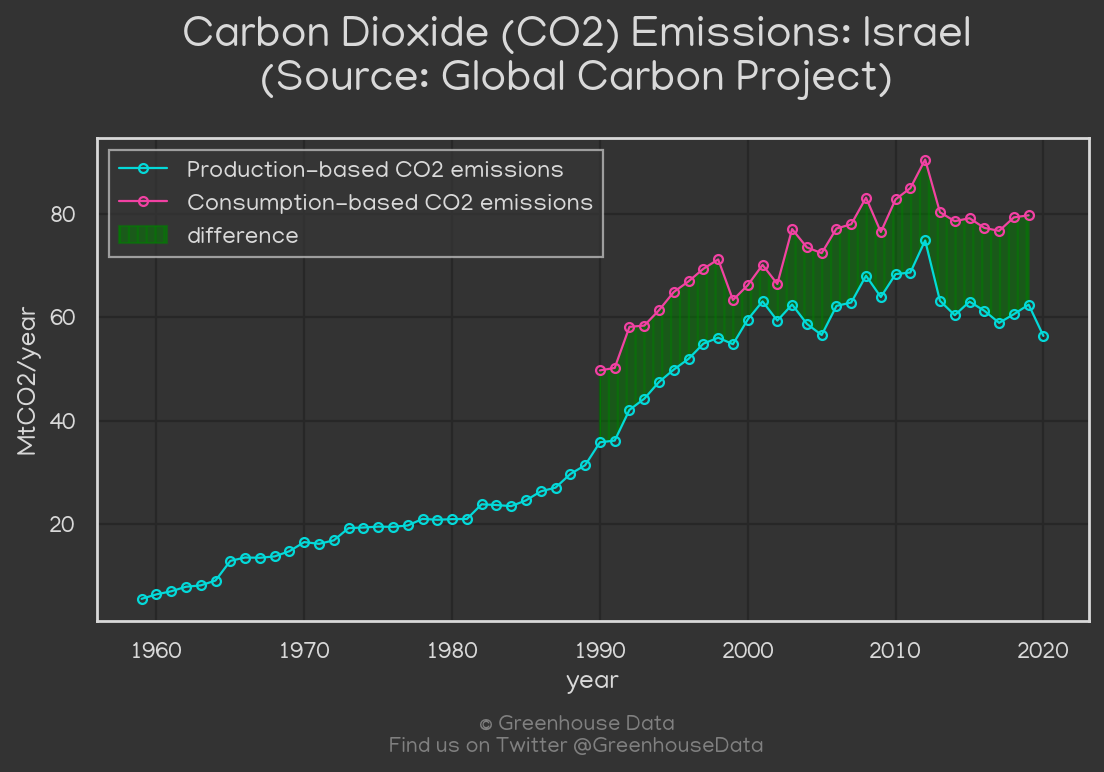 Carbon Dioxide (CO2) Emissions: Israel
(Source: Global Carbon Project)
Production-based CO2 emissions
Consumption-based CO2 emissions
difference
MtCO2/year
80
60
40
20
1960 1970 1980 1990 2000 2010 2020
year
© Greenhouse Data
Find us on Twitter @GreenhouseData